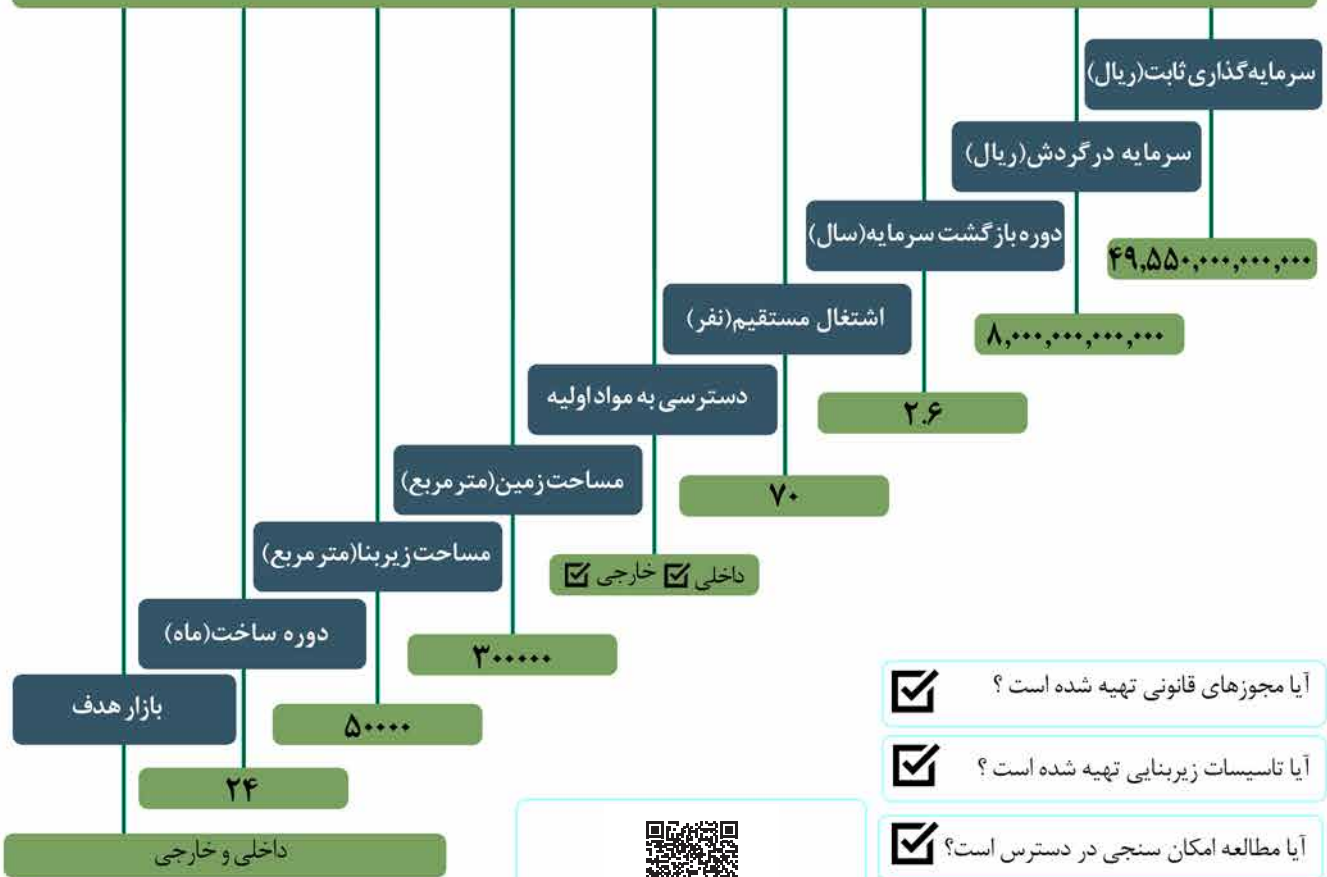 سرمایه‌گذاری ثابت(ریال)
۴۹,۵۵۰,۰۰۰,۰۰۰,۰۰۰
سرمایه در گردش(ریال)
۸,۰۰۰,۰۰۰,۰۰۰,۰۰۰
دوره بازگشت سرمایه(سال)
۲.۶
اشتغال مستقیم(نفر)
۷۰
دسترسی به مواد اولیه
داخلی ☑ خارجی ☑
مساحت زمین(متر مربع)
۳۰۰۰۰۰
مساحت زیربنا(متر مربع)
۵۰۰۰۰
دوره ساخت(ماه)
۲۴
بازار هدف
داخلی و خارجی
آیا مجوزهای قانونی تهیه شده است ؟
آیا تاسیسات زیربنایی تهیه شده است ؟
آیا مطالعه امکان سنجی در دسترس است؟